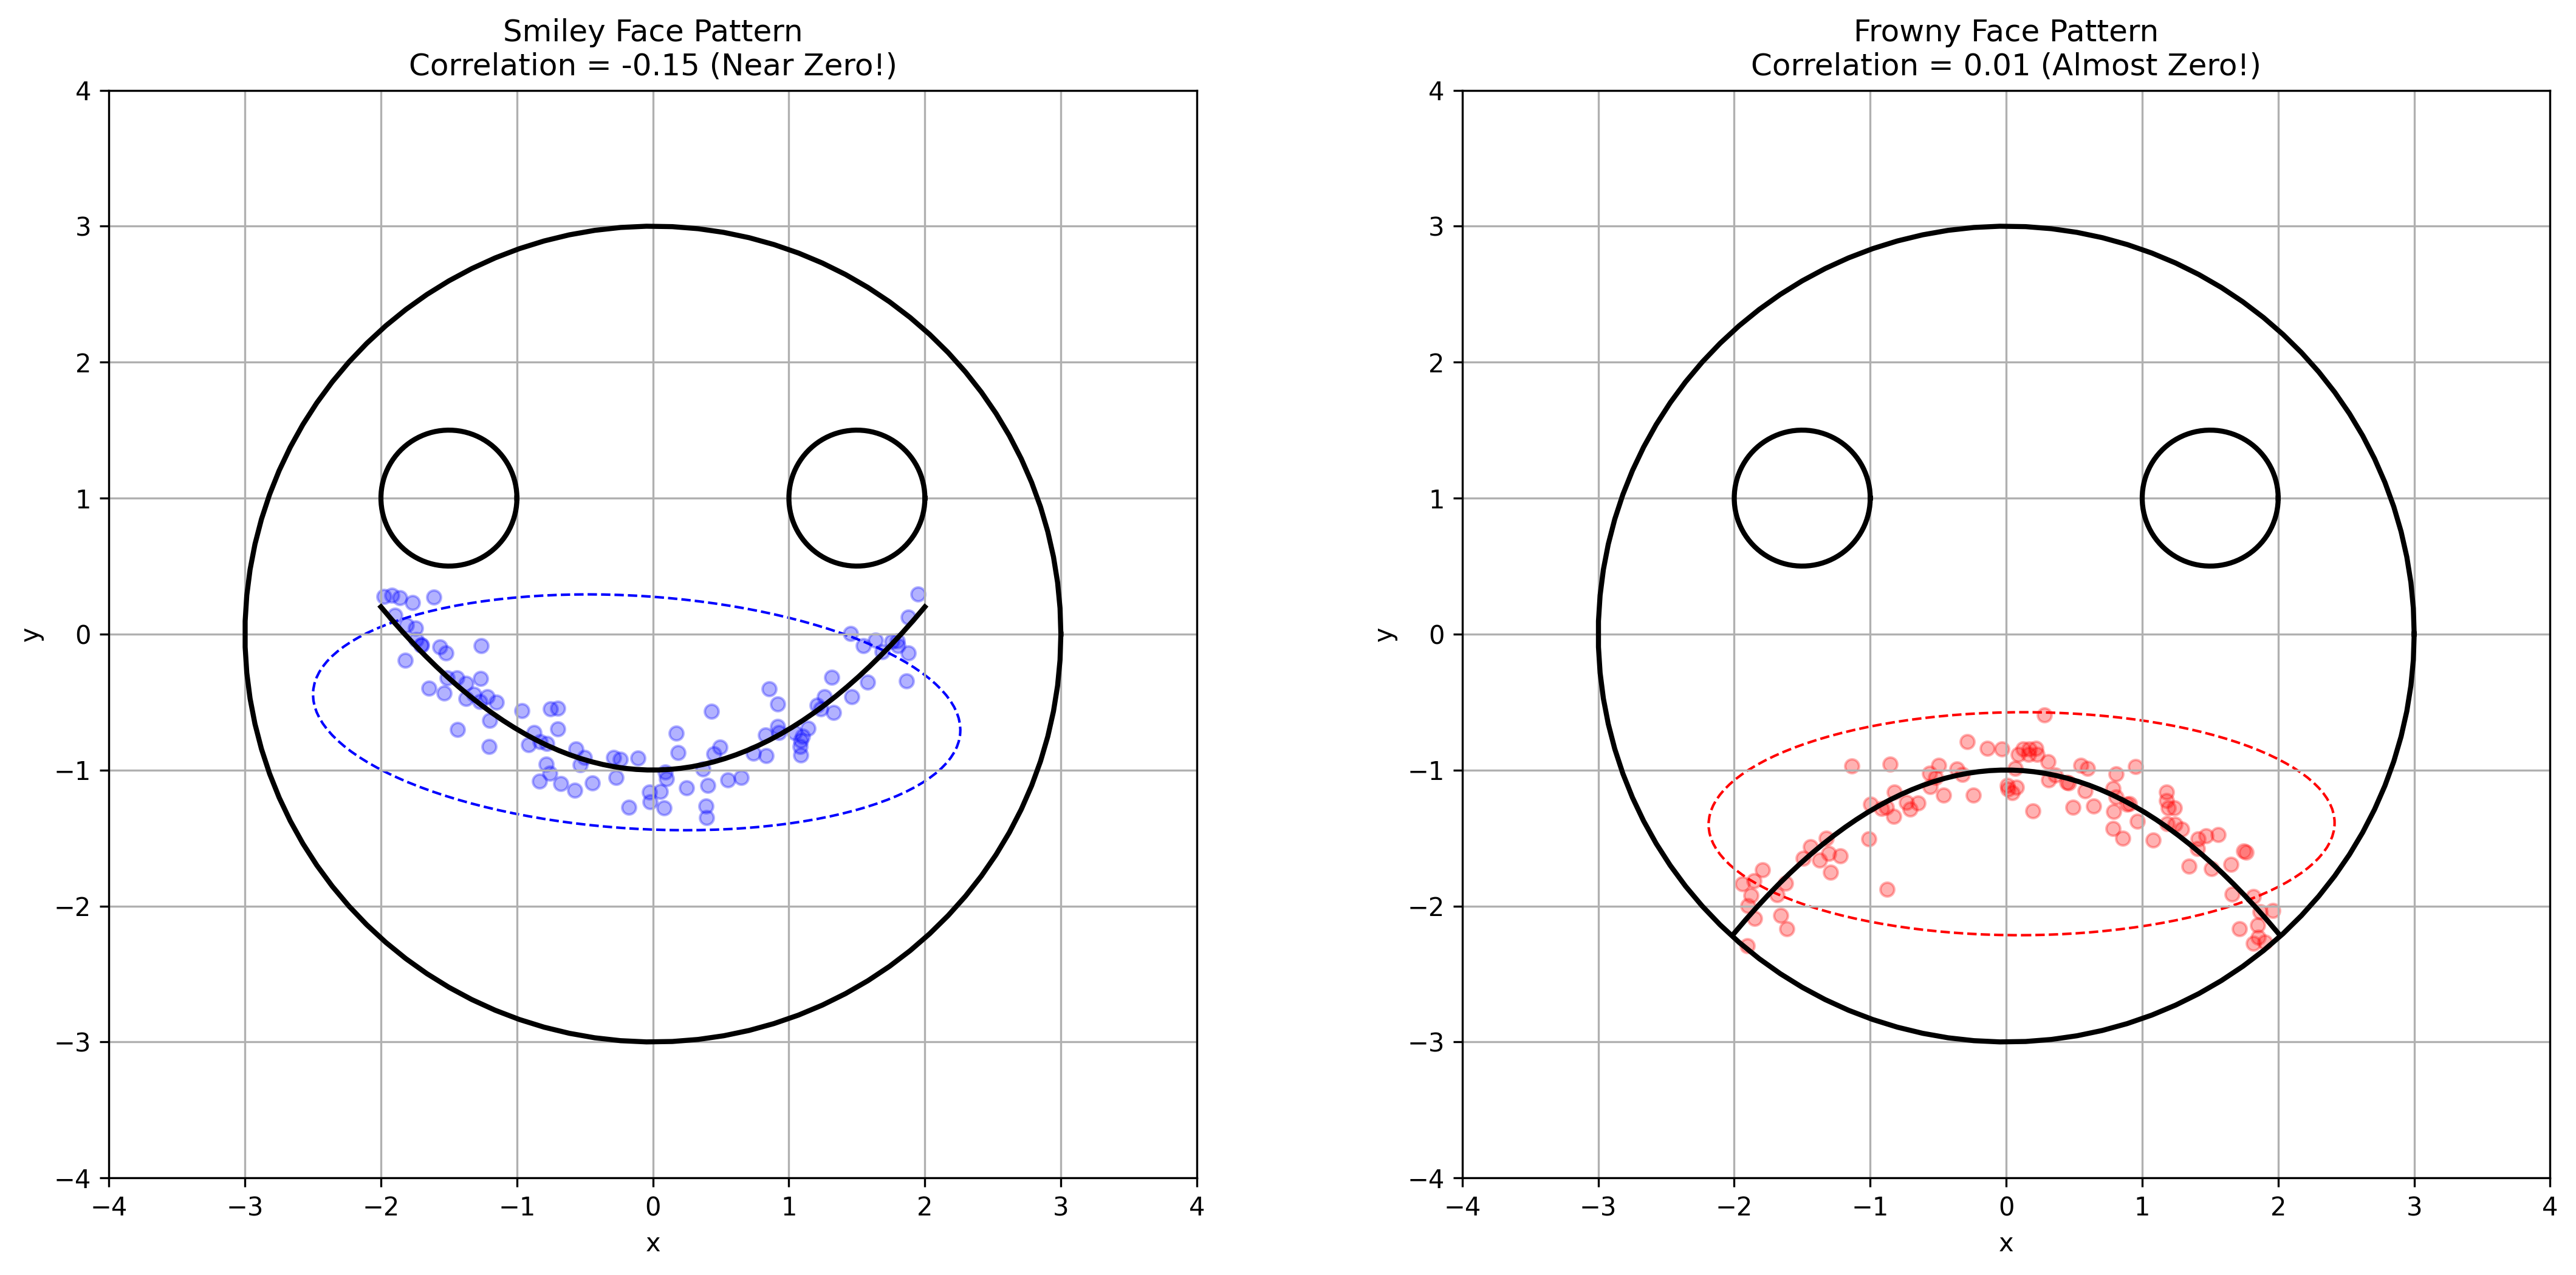 Smiley Face Pattern
Correlation = -0.15 (Near Zero!)
4
3
2
1
0
−1
−2
−3
−4
y
−4 −3 −2 −1 0 1 2 3 4
x
Frowny Face Pattern
Correlation = 0.01 (Almost Zero!)
4
3
2
1
0
−1
−2
−3
−4
y
−4 −3 −2 −1 0 1 2 3 4
x